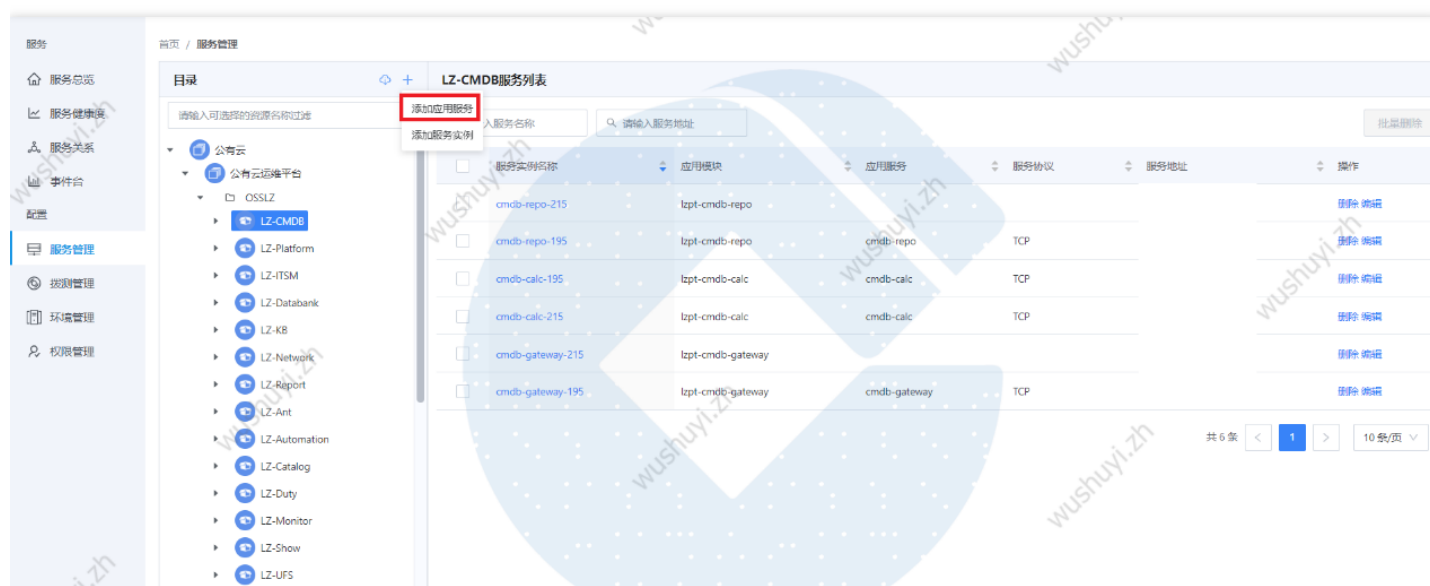 服务
首页 / 服务管理
服务总览
服务健康度
服务关系
事件台
配置
服务管理
拨测管理
环境管理
权限管理
目录
请输入可选择的资源名称过滤
添加应用服务
添加服务实例
公有云
公有云运维平台
OSSLZ
LZ-CMDB
LZ-Platform
LZ-ITSM
LZ-Databank
LZ-KB
LZ-Network
LZ-Report
LZ-Ant
LZ-Automation
LZ-Catalog
LZ-Duty
LZ-Monitor
LZ-Show
LZ-UFS
LZ-CMDB服务列表
入服务名称 请输入服务地址 批量删除
服务实例名称 应用模块 应用服务 服务协议 服务地址 操作
cmdb-repo-215 lzpt-cmdb-repo 删除 编辑
cmdb-repo-195 lzpt-cmdb-repo cmdb-repo TCP 删除 编辑
cmdb-calc-195 lzpt-cmdb-calc cmdb-calc TCP 删除 编辑
cmdb-calc-215 lzpt-cmdb-calc cmdb-calc TCP 删除 编辑
cmdb-gateway-215 lzpt-cmdb-gateway 删除 编辑
cmdb-gateway-195 lzpt-cmdb-gateway cmdb-gateway TCP 删除 编辑
共 6 条 < 1 > 10 条/页
wushuyi.zh